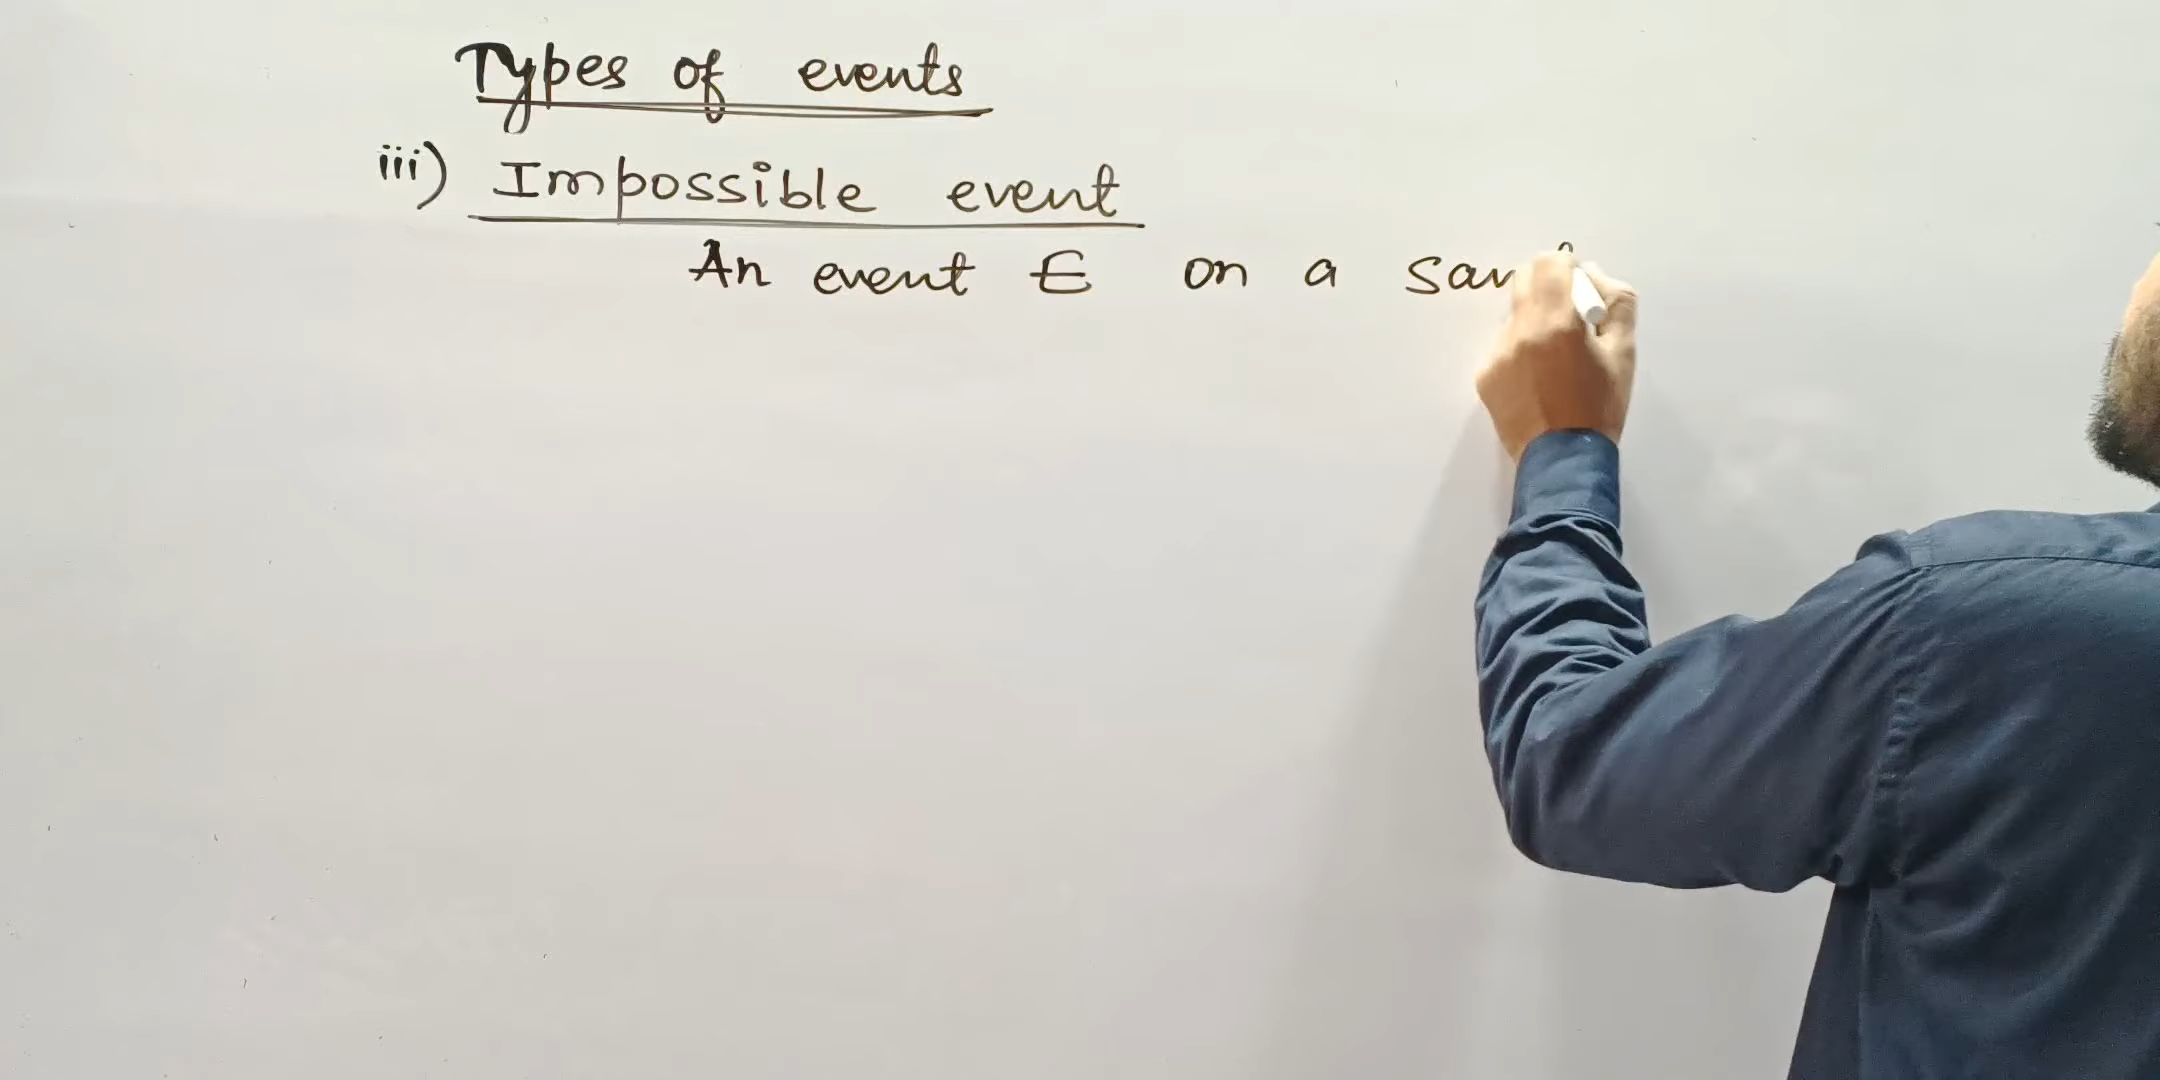 Types of events
iii) Impossible event
An event E on a